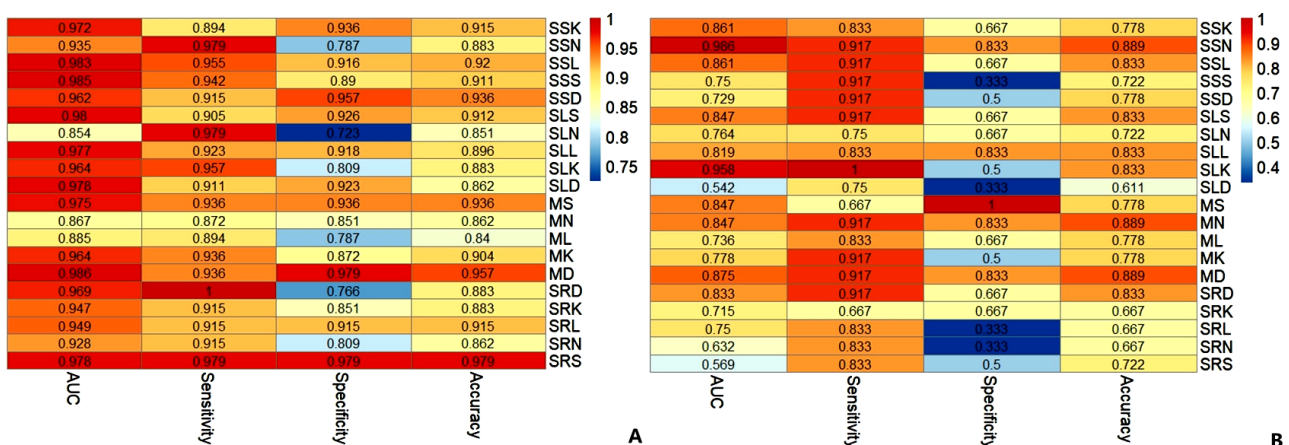 0.972 0.894 0.936 0.915 SSK
0.935 0.979 0.787 0.883 SSN
0.983 0.955 0.916 0.92 SSL
0.985 0.942 0.89 0.911 SSS
0.962 0.915 0.957 0.936 SSD
0.98 0.905 0.926 0.912 SLS
0.854 0.979 0.723 0.851 SLN
0.977 0.923 0.918 0.896 SLL
0.964 0.957 0.809 0.883 SLK
0.978 0.911 0.923 0.862 SLD
0.975 0.936 0.936 0.936 MS
0.867 0.872 0.851 0.862 MN
0.885 0.894 0.787 0.84 ML
0.964 0.936 0.872 0.904 MK
0.986 0.936 0.979 0.957 MD
0.969 1 0.766 0.883 SRD
0.947 0.915 0.851 0.883 SRK
0.949 0.915 0.915 0.915 SRL
0.928 0.915 0.809 0.862 SRN
0.978 0.979 0.979 0.979 SRS
AUC Sensitivity Specificity Accuracy
1
0.95
0.9
0.85
0.8
0.75
A
0.861 0.833 0.667 0.778 SSK
0.986 0.917 0.833 0.889 SSN
0.861 0.917 0.667 0.833 SSL
0.75 0.917 0.333 0.722 SSS
0.729 0.917 0.5 0.778 SSD
0.847 0.917 0.667 0.833 SLS
0.764 0.75 0.667 0.722 SLN
0.819 0.833 0.833 0.833 SLL
0.958 1 0.5 0.833 SLK
0.542 0.75 0.333 0.611 SLD
0.847 0.667 1 0.778 MS
0.847 0.917 0.833 0.889 MN
0.736 0.833 0.667 0.778 ML
0.778 0.917 0.5 0.778 MK
0.875 0.917 0.833 0.889 MD
0.833 0.917 0.667 0.833 SRD
0.715 0.667 0.667 0.667 SRK
0.75 0.833 0.333 0.667 SRL
0.632 0.833 0.333 0.667 SRN
0.569 0.833 0.5 0.722 SRS
AUC Sensitivity Specificity Accuracy
1
0.9
0.8
0.7
0.6
0.5
0.4
B